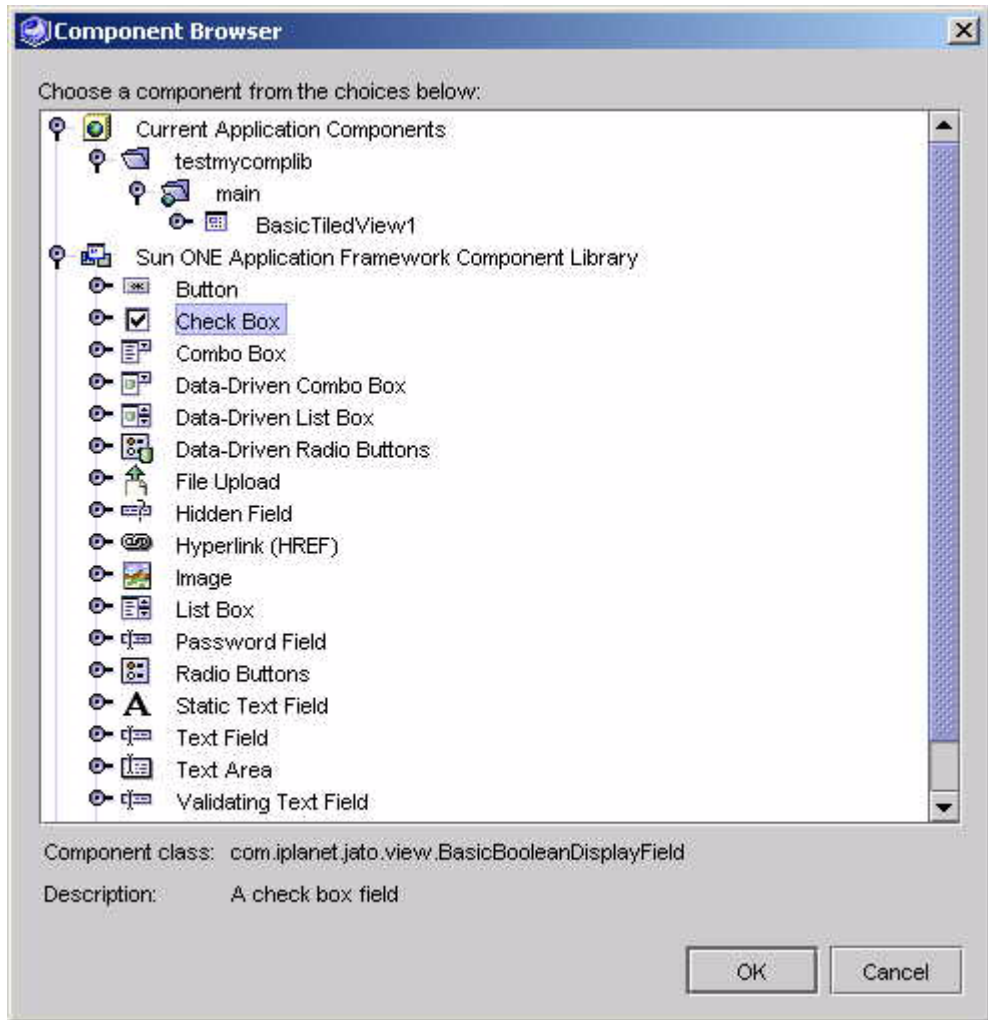 Component Browser
Choose a component from the choices below:
Current Application Components
testmycomplib
main
BasicTiledView1
Sun ONE Application Framework Component Library
Button
Check Box
Combo Box
Data-Driven Combo Box
Data-Driven List Box
Data-Driven Radio Buttons
File Upload
Hidden Field
Hyperlink (HREF)
Image
List Box
Password Field
Radio Buttons
A Static Text Field
Text Field
Text Area
Validating Text Field
Component class: com.iplanet.jato.view.BasicBooleanDisplayField
Description: A check box field
OK Cancel